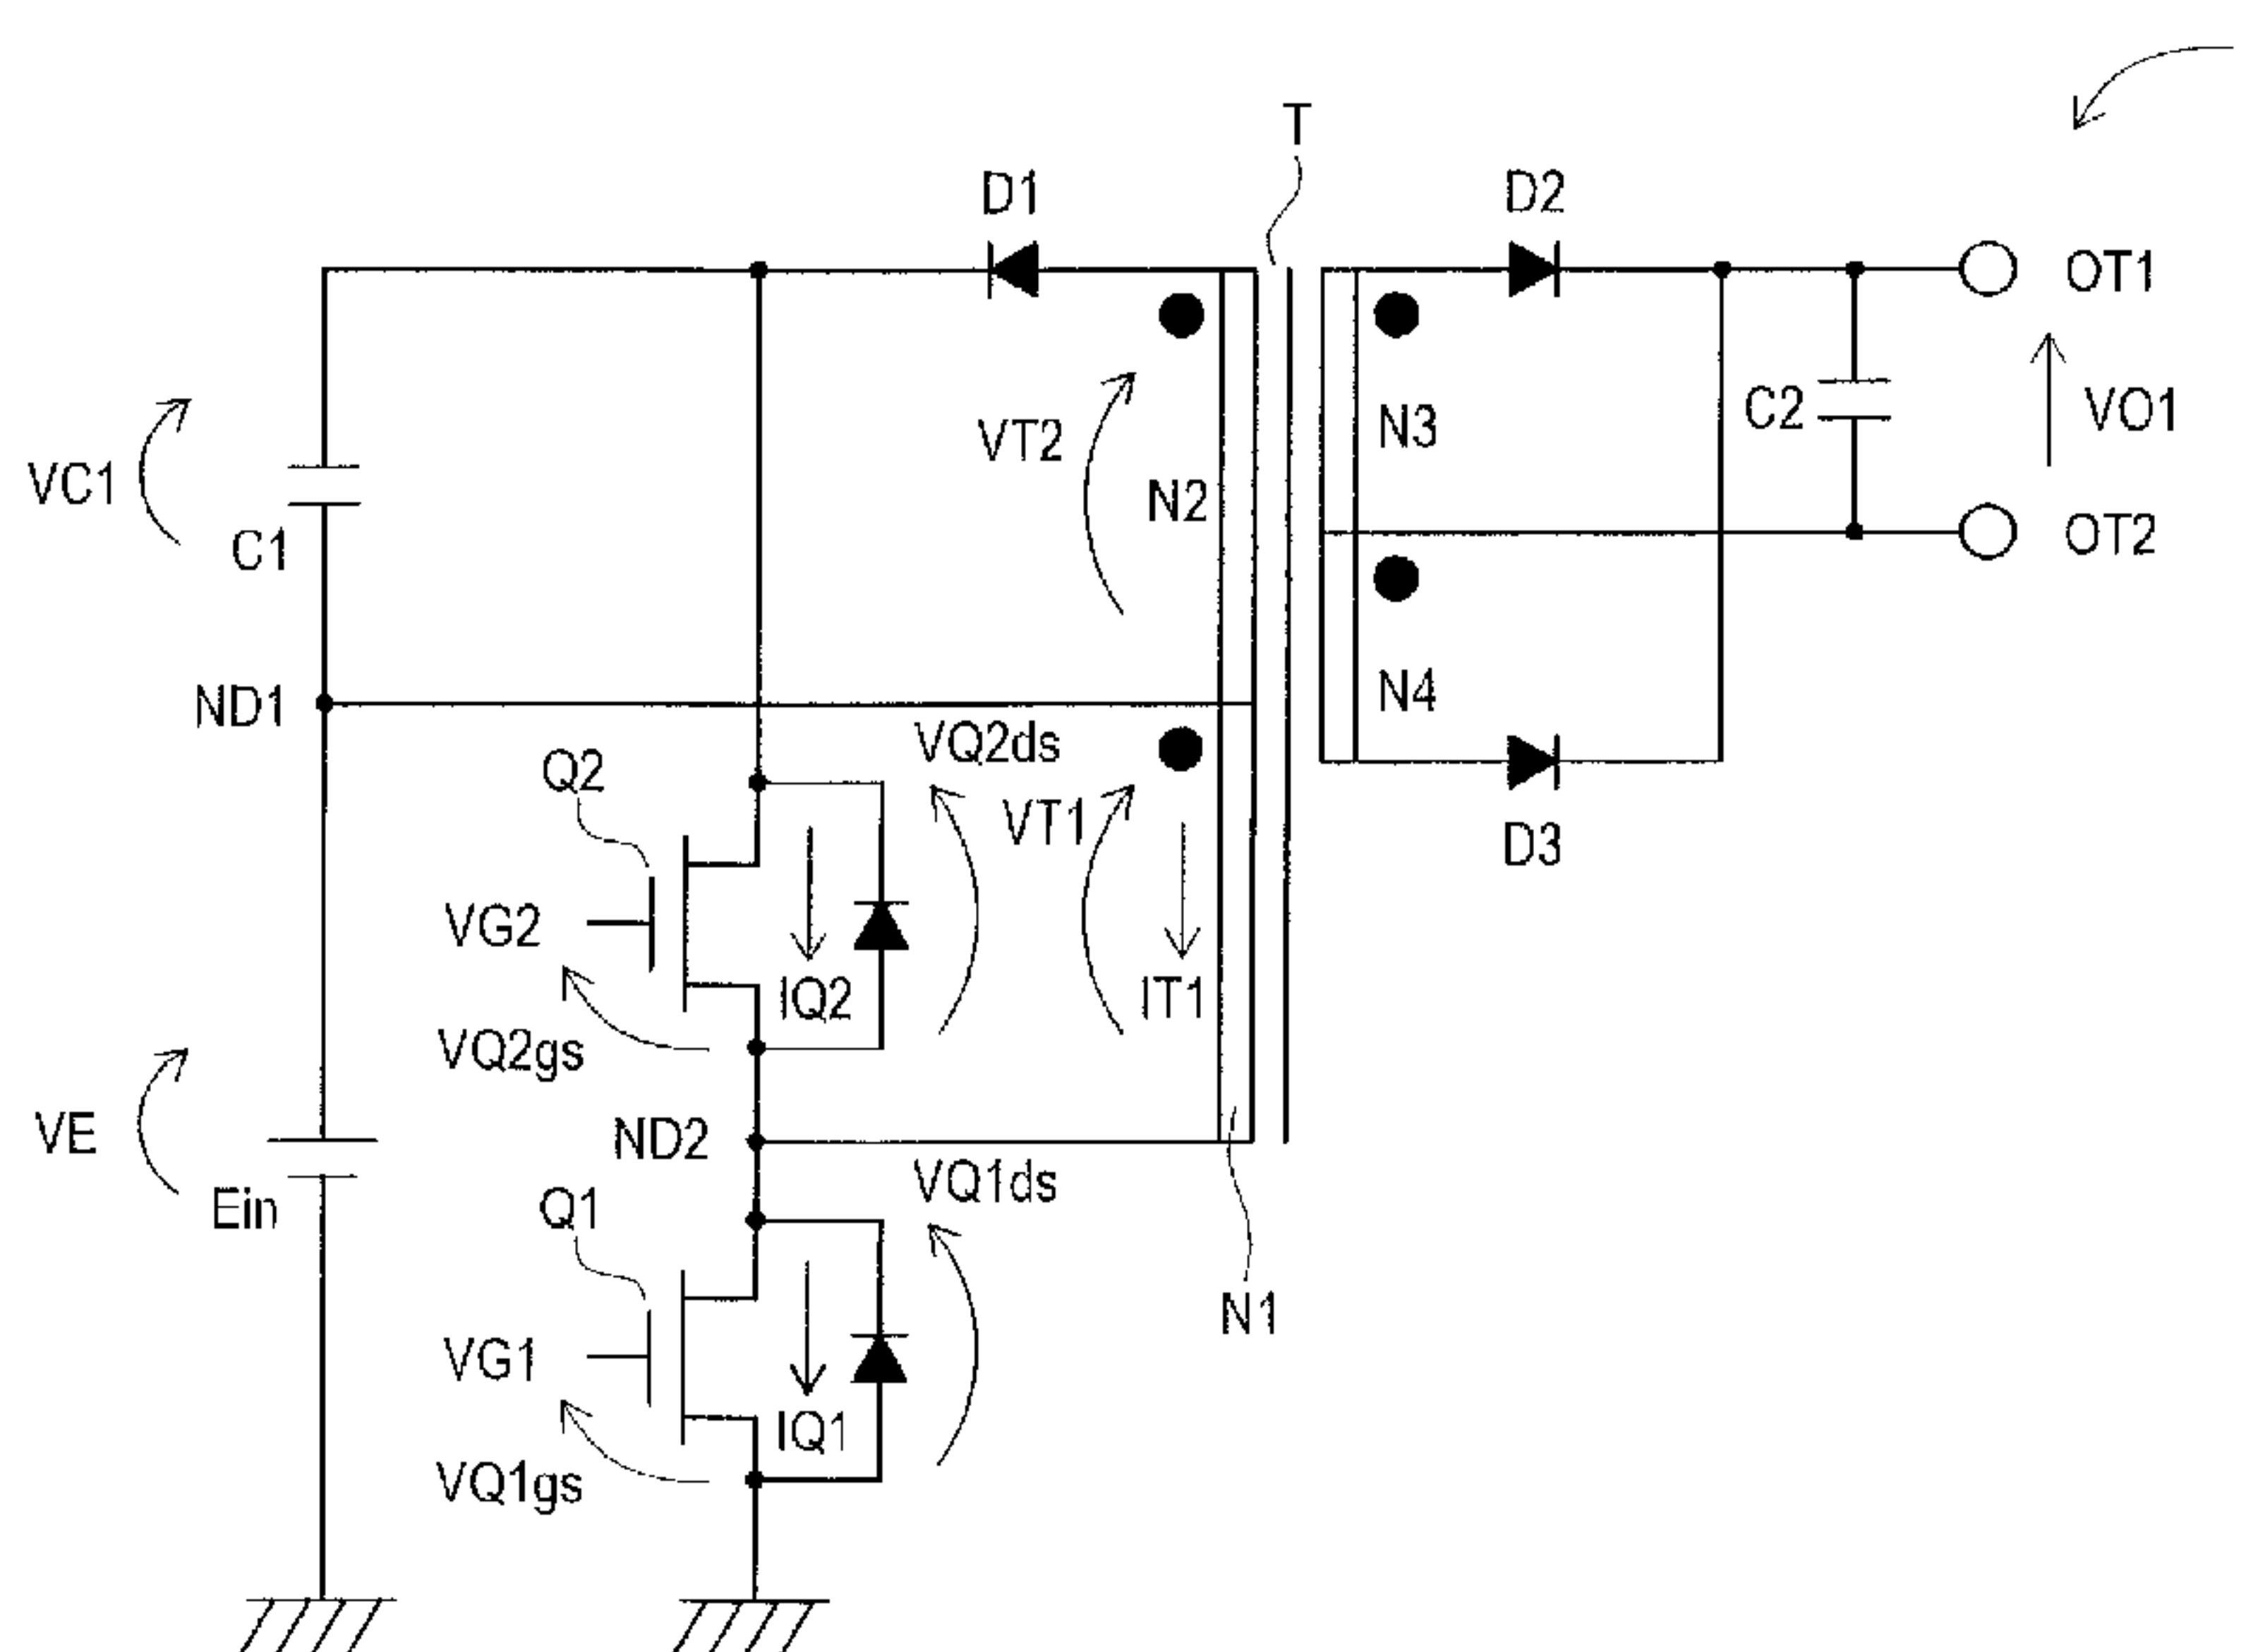 T
D1
D2
OT1
VC1
C1
VT2
N2
N3
C2
VO1
OT2
ND1
N4
Q2
VQ2ds
VT1
D3
VG2
IQ2
IT1
VQ2gs
VE
Ein
ND2
VQ1ds
Q1
N1
VG1
IQ1
VQ1gs